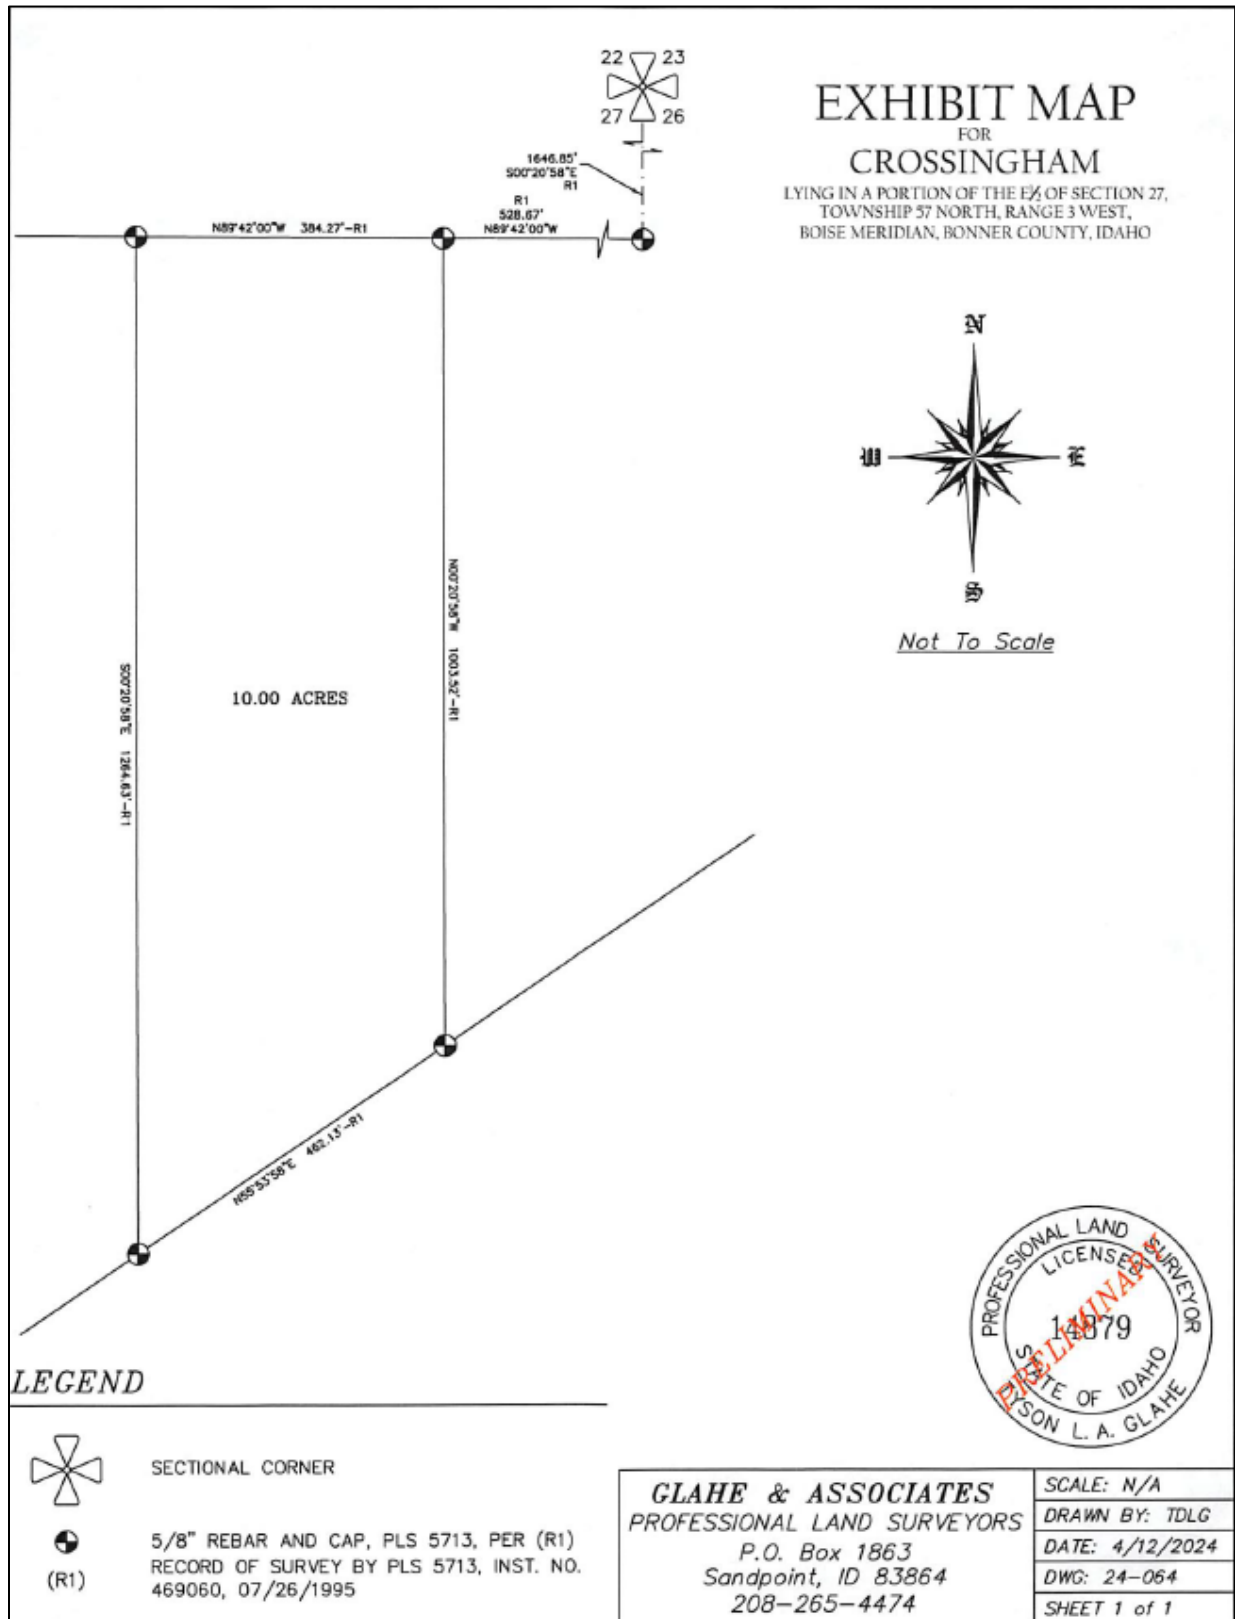 22 23
27 26
1646.85'
S00°20'58"E
R1
R1
528.67'
N89°42'00"W
N89°42'00"W 384.27'-R1
EXHIBIT MAP
FOR
CROSSINGHAM
LYING IN A PORTION OF THE E½ OF SECTION 27,
TOWNSHIP 57 NORTH, RANGE 3 WEST,
BOISE MERIDIAN, BONNER COUNTY, IDAHO
N
W E
S
Not To Scale
N00°20'58"W 1003.52'-R1
S00°20'58"E 1264.63'-R1
10.00 ACRES
N55°53'58"E 462.13'-R1
PROFESSIONAL LAND SURVEYOR
LICENSED
14879
STATE OF IDAHO
TYSON L. A. GLAHE
PRELIMINARY
LEGEND
SECTIONAL CORNER
5/8" REBAR AND CAP, PLS 5713, PER (R1)
(R1) RECORD OF SURVEY BY PLS 5713, INST. NO.
469060, 07/26/1995
GLAHE & ASSOCIATES
PROFESSIONAL LAND SURVEYORS
P.O. Box 1863
Sandpoint, ID 83864
208-265-4474
SCALE: N/A
DRAWN BY: TDLG
DATE: 4/12/2024
DWG: 24-064
SHEET 1 of 1